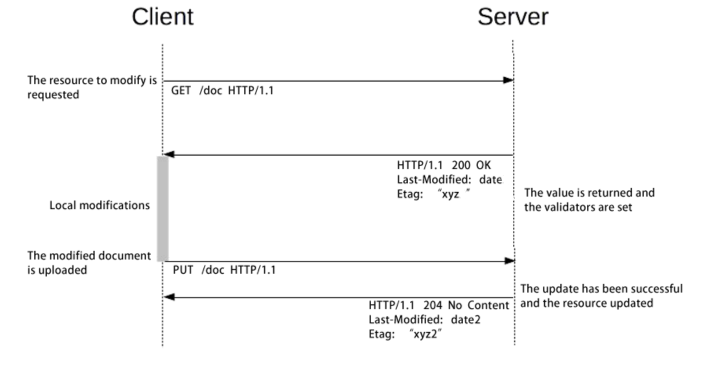 Client
Server
The resource to modify is
requested
GET /doc HTTP/1.1
HTTP/1.1 200 OK
Last-Modified: date
Etag: "xyz "
The value is returned and
the validators are set
Local modifications
The modified document
is uploaded
PUT /doc HTTP/1.1
The update has been successful
and the resource updated
HTTP/1.1 204 No Content
Last-Modified: date2
Etag: "xyz2"